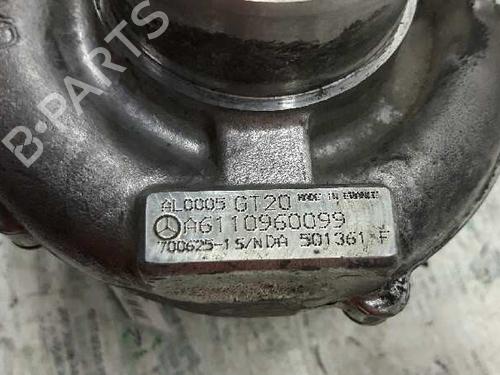 B-PARTS
AL0005 GT20 MADE IN FRANCE
A6110960099
700625-1 S/N DA 501361 F